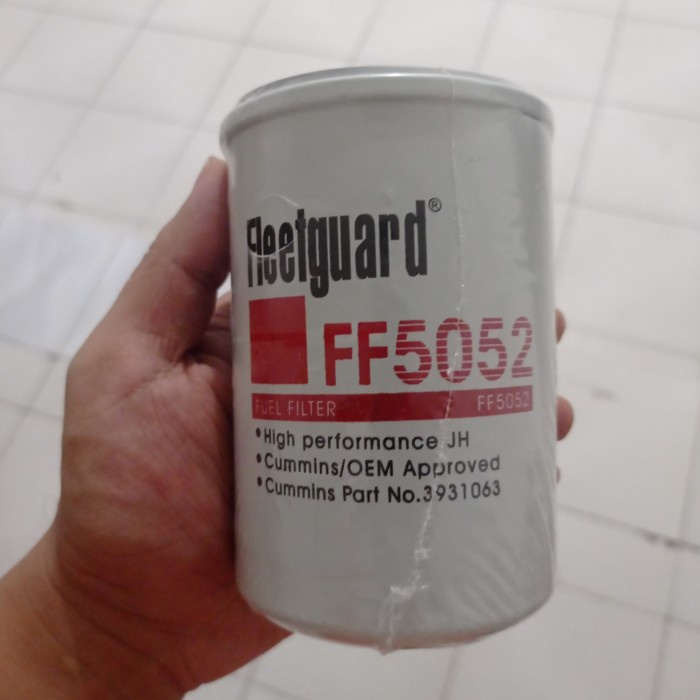 Fleetguard®
FF5052
FUEL FILTER FF5052
•High performance JH
•Cummins/OEM Approved
•Cummins Part No.3931063